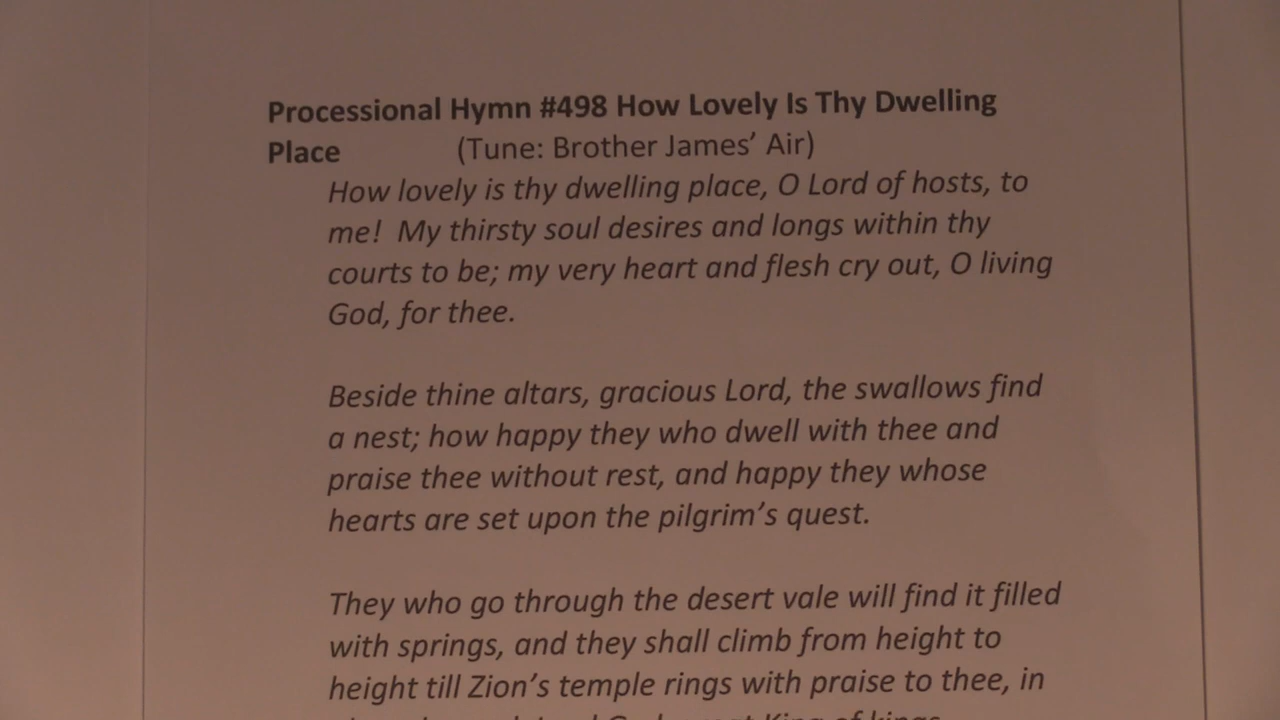 Processional Hymn #498 How Lovely Is Thy Dwelling
Place (Tune: Brother James’ Air)
How lovely is thy dwelling place, O Lord of hosts, to
me! My thirsty soul desires and longs within thy
courts to be; my very heart and flesh cry out, O living
God, for thee.
Beside thine altars, gracious Lord, the swallows find
a nest; how happy they who dwell with thee and
praise thee without rest, and happy they whose
hearts are set upon the pilgrim’s quest.
They who go through the desert vale will find it filled
with springs, and they shall climb from height to
height till Zion’s temple rings with praise to thee, in
King of kings